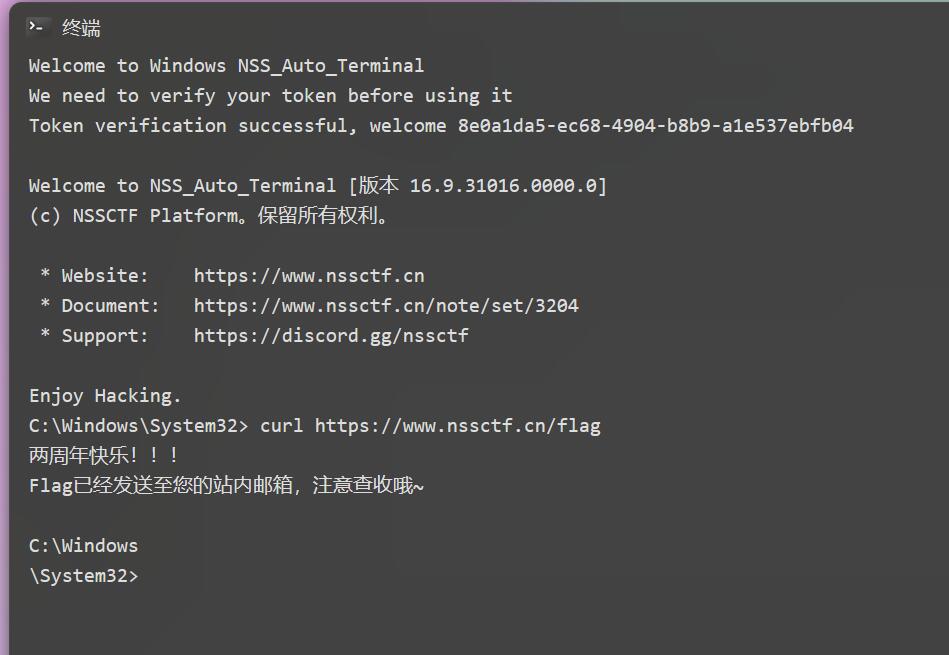 终端
Welcome to Windows NSS_Auto_Terminal
We need to verify your token before using it
Token verification successful, welcome 8e0a1da5-ec68-4904-b8b9-a1e537ebfb04
Welcome to NSS_Auto_Terminal [版本 16.9.31016.0000.0]
(c) NSSCTF Platform。保留所有权利。
* Website:    https://www.nssctf.cn
* Document:   https://www.nssctf.cn/note/set/3204
* Support:    https://discord.gg/nssctf
Enjoy Hacking.
C:\Windows\System32> curl https://www.nssctf.cn/flag
两周年快乐！！！
Flag已经发送至您的站内邮箱，注意查收哦~
C:\Windows
\System32>